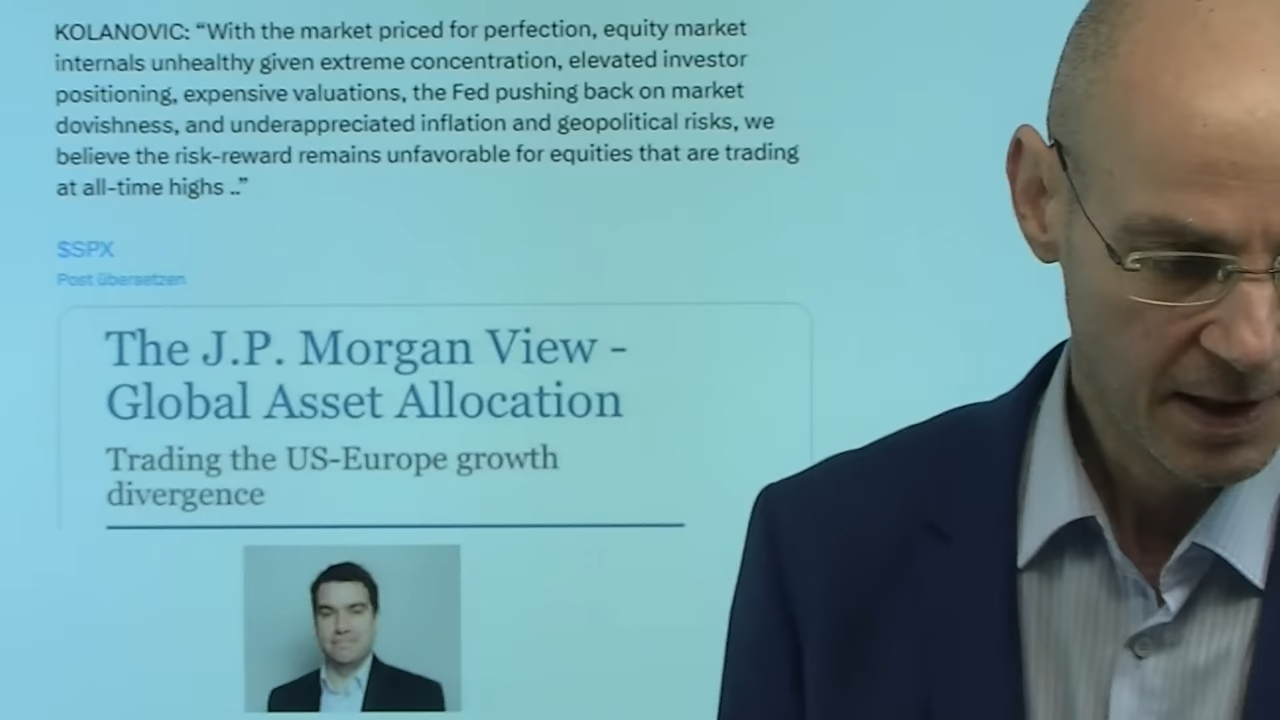 KOLANOVIC: “With the market priced for perfection, equity market
internals unhealthy given extreme concentration, elevated investor
positioning, expensive valuations, the Fed pushing back on market
dovishness, and underappreciated inflation and geopolitical risks, we
believe the risk-reward remains unfavorable for equities that are trading
at all-time highs ..”
$SPX
Post übersetzen
The J.P. Morgan View -
Global Asset Allocation
Trading the US-Europe growth
divergence